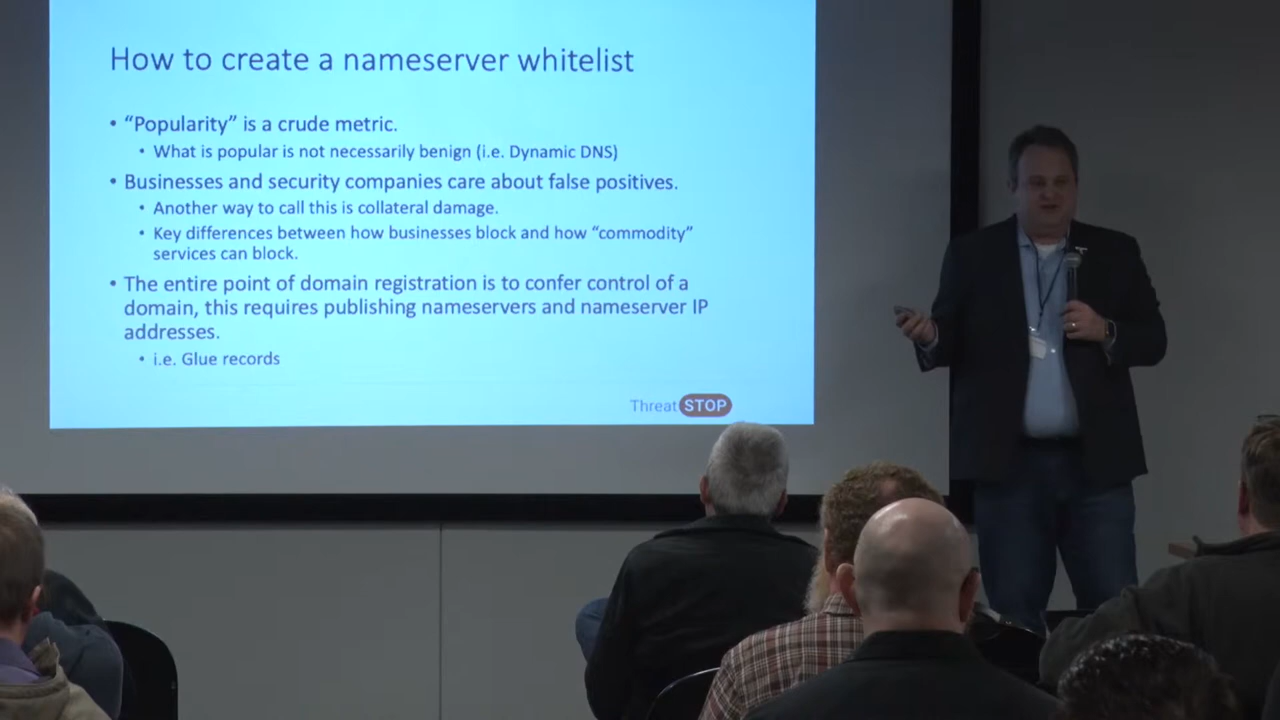 How to create a nameserver whitelist
• “Popularity” is a crude metric.
• What is popular is not necessarily benign (i.e. Dynamic DNS)
• Businesses and security companies care about false positives.
• Another way to call this is collateral damage.
• Key differences between how businesses block and how “commodity”
services can block.
• The entire point of domain registration is to confer control of a
domain, this requires publishing nameservers and nameserver IP
addresses.
• i.e. Glue records
ThreatSTOP